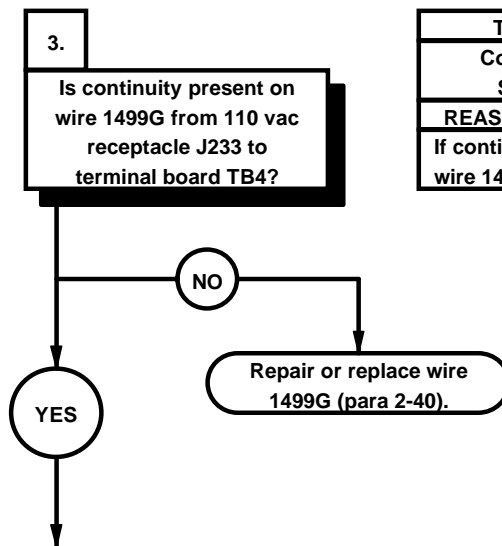 3.
Is continuity present on
wire 1499G from 110 vac
receptacle J233 to
terminal board TB4?
T
Co
S
REAS
If conti
wire 14
NO
Repair or replace wire
1499G (para 2-40).
YES